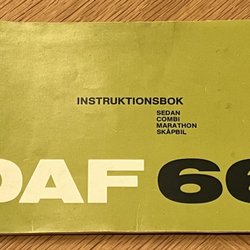 INSTRUKTIONSBOK
SEDAN
COMBI
MARATHON
SKÅPBIL
DAF 66